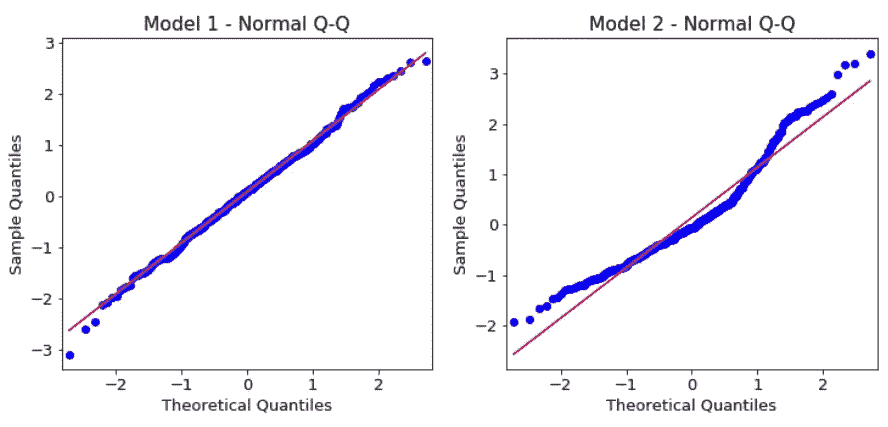 Model 1 - Normal Q-Q
3
2
1
0
−1
−2
−3
Sample Quantiles
−2 −1 0 1 2
Theoretical Quantiles
Model 2 - Normal Q-Q
3
2
1
0
−1
−2
Sample Quantiles
−2 −1 0 1 2
Theoretical Quantiles